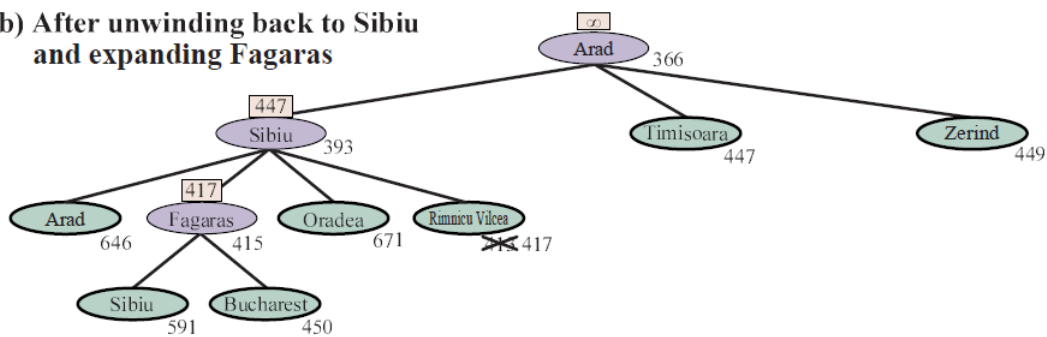 b) After unwinding back to Sibiu
and expanding Fagaras
∞
Arad
366
447
Sibiu
393
Timisoara
447
Zerind
449
417
Arad
646
Fagaras
415
Oradea
671
Rimnicu Vilcea
413 417
Sibiu
591
Bucharest
450